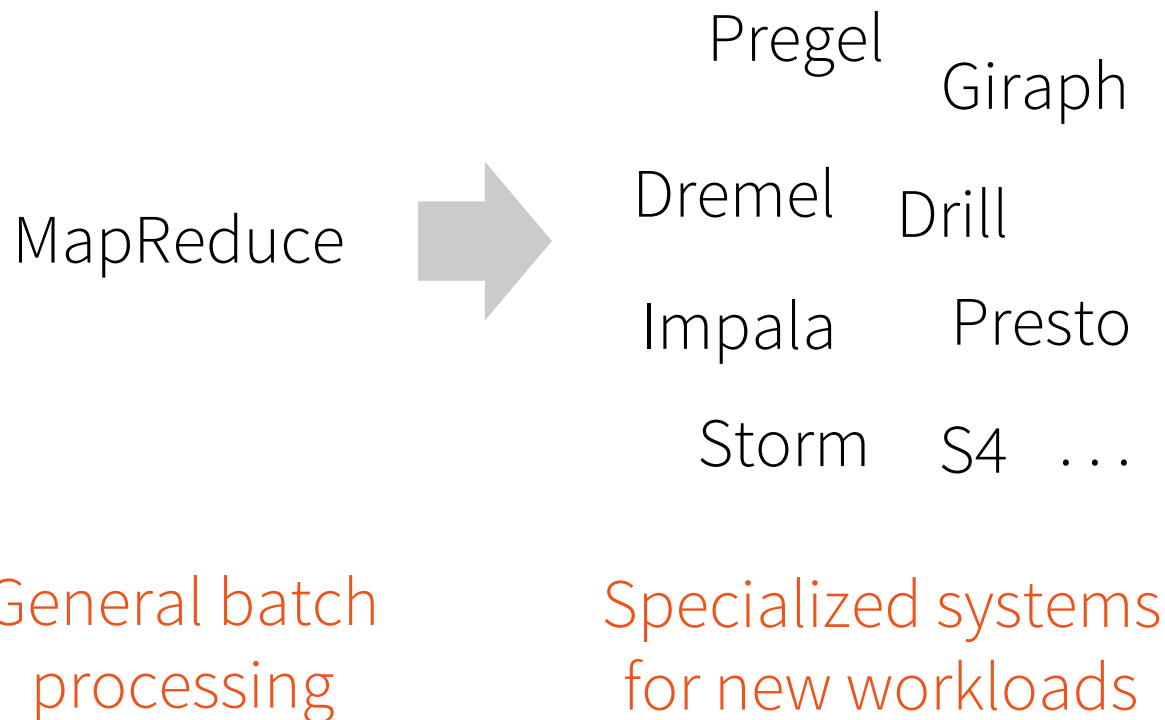 Pregel
Giraph
Dremel
Drill
MapReduce
Impala
Presto
Storm
S4 ...
General batch
processing
Specialized systems
for new workloads